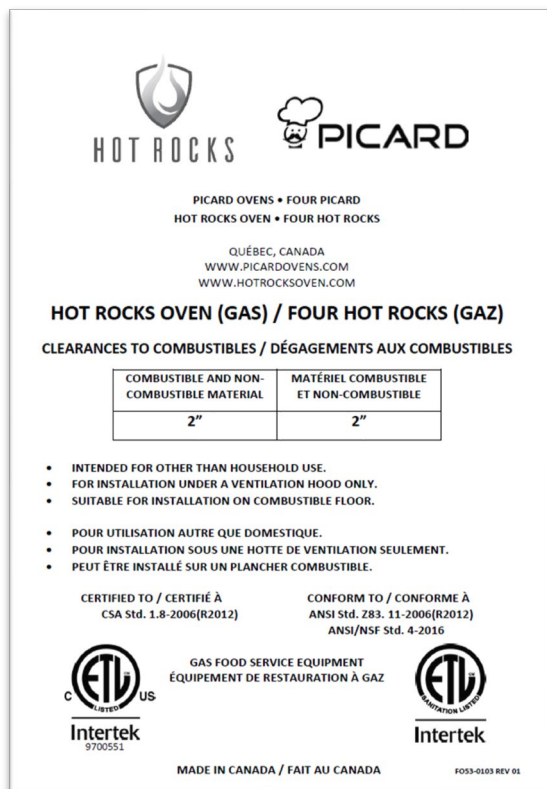 HOT ROCKS
PICARD
PICARD OVENS • FOUR PICARD
HOT ROCKS OVEN • FOUR HOT ROCKS
QUÉBEC, CANADA
WWW.PICARDOVENS.COM
WWW.HOTROCKSOVEN.COM
HOT ROCKS OVEN (GAS) / FOUR HOT ROCKS (GAZ)
CLEARANCES TO COMBUSTIBLES / DÉGAGEMENTS AUX COMBUSTIBLES
COMBUSTIBLE AND NON-
COMBUSTIBLE MATERIAL
MATÉRIEL COMBUSTIBLE
ET NON-COMBUSTIBLE
2”
2”
• INTENDED FOR OTHER THAN HOUSEHOLD USE.
• FOR INSTALLATION UNDER A VENTILATION HOOD ONLY.
• SUITABLE FOR INSTALLATION ON COMBUSTIBLE FLOOR.
• POUR UTILISATION AUTRE QUE DOMESTIQUE.
• POUR INSTALLATION SOUS UNE HOTTE DE VENTILATION SEULEMENT.
• PEUT ÊTRE INSTALLÉ SUR UN PLANCHER COMBUSTIBLE.
CERTIFIED TO / CERTIFIÉ À
CSA Std. 1.8-2006(R2012)
CONFORM TO / CONFORME À
ANSI Std. Z83. 11-2006(R2012)
ANSI/NSF Std. 4-2016
GAS FOOD SERVICE EQUIPMENT
ÉQUIPEMENT DE RESTAURATION À GAZ
ETL
C US
LISTED
Intertek
9700551
ETL
SANITATION LISTED
Intertek
MADE IN CANADA / FAIT AU CANADA
FO53-0103 REV 01